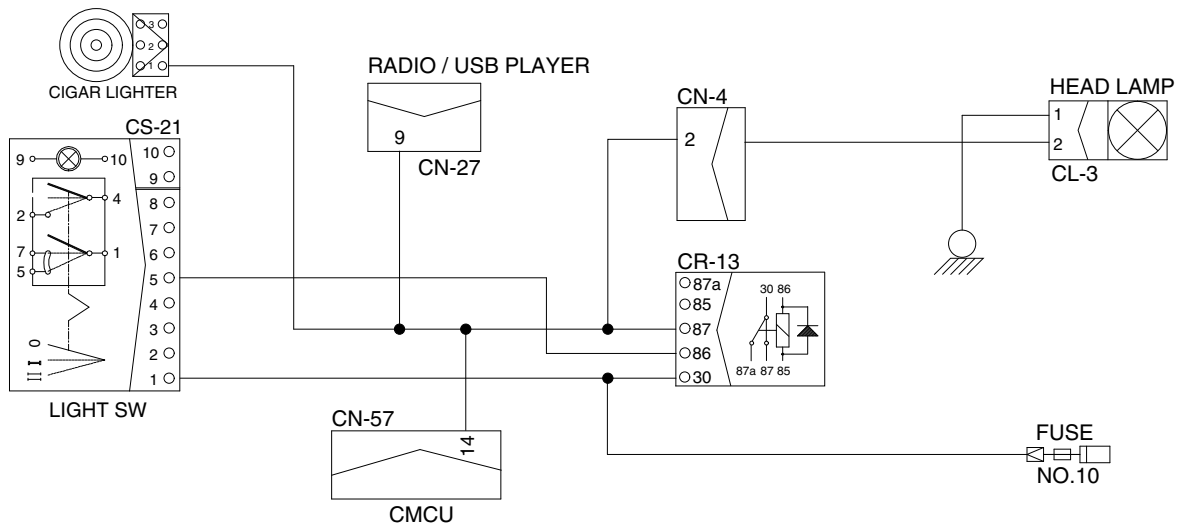 3
2
1
CIGAR LIGHTER
RADIO / USB PLAYER
9
CN-27
CN-4
2
HEAD LAMP
1
2
CL-3
CS-21
9
10
4
2
7
1
5
0
I
II
10
9
8
7
6
5
4
3
2
1
LIGHT SW
CR-13
87a
85
87
86
30
30 86
87a 87 85
CN-57
14
CMCU
FUSE
NO.10